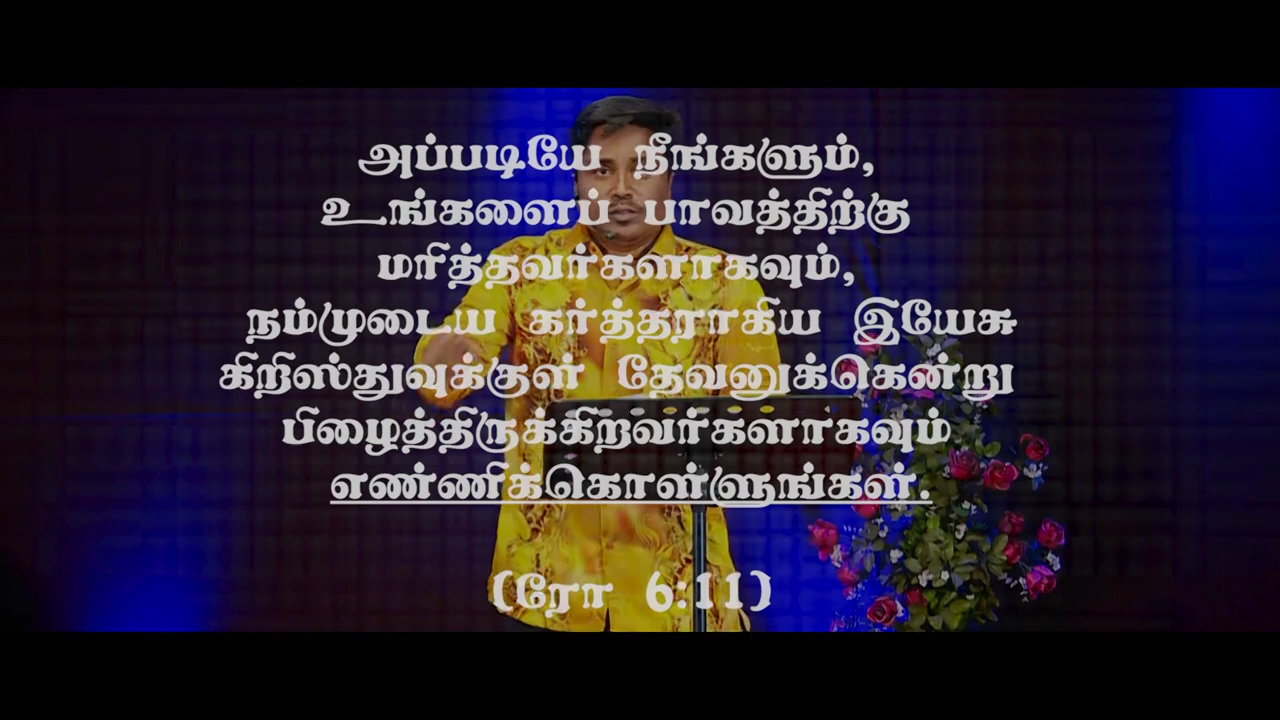 அப்படியே நீங்களும்,
உங்களைப் பாவத்திற்கு
மரித்தவர்களாகவும்,
நம்முடைய கர்த்தராகிய இயேசு
கிறிஸ்துவுக்குள் தேவனுக்கென்று
பிழைத்திருக்கிறவர்களாகவும்
எண்ணிக்கொள்ளுங்கள்.
(ரோ 6:11)